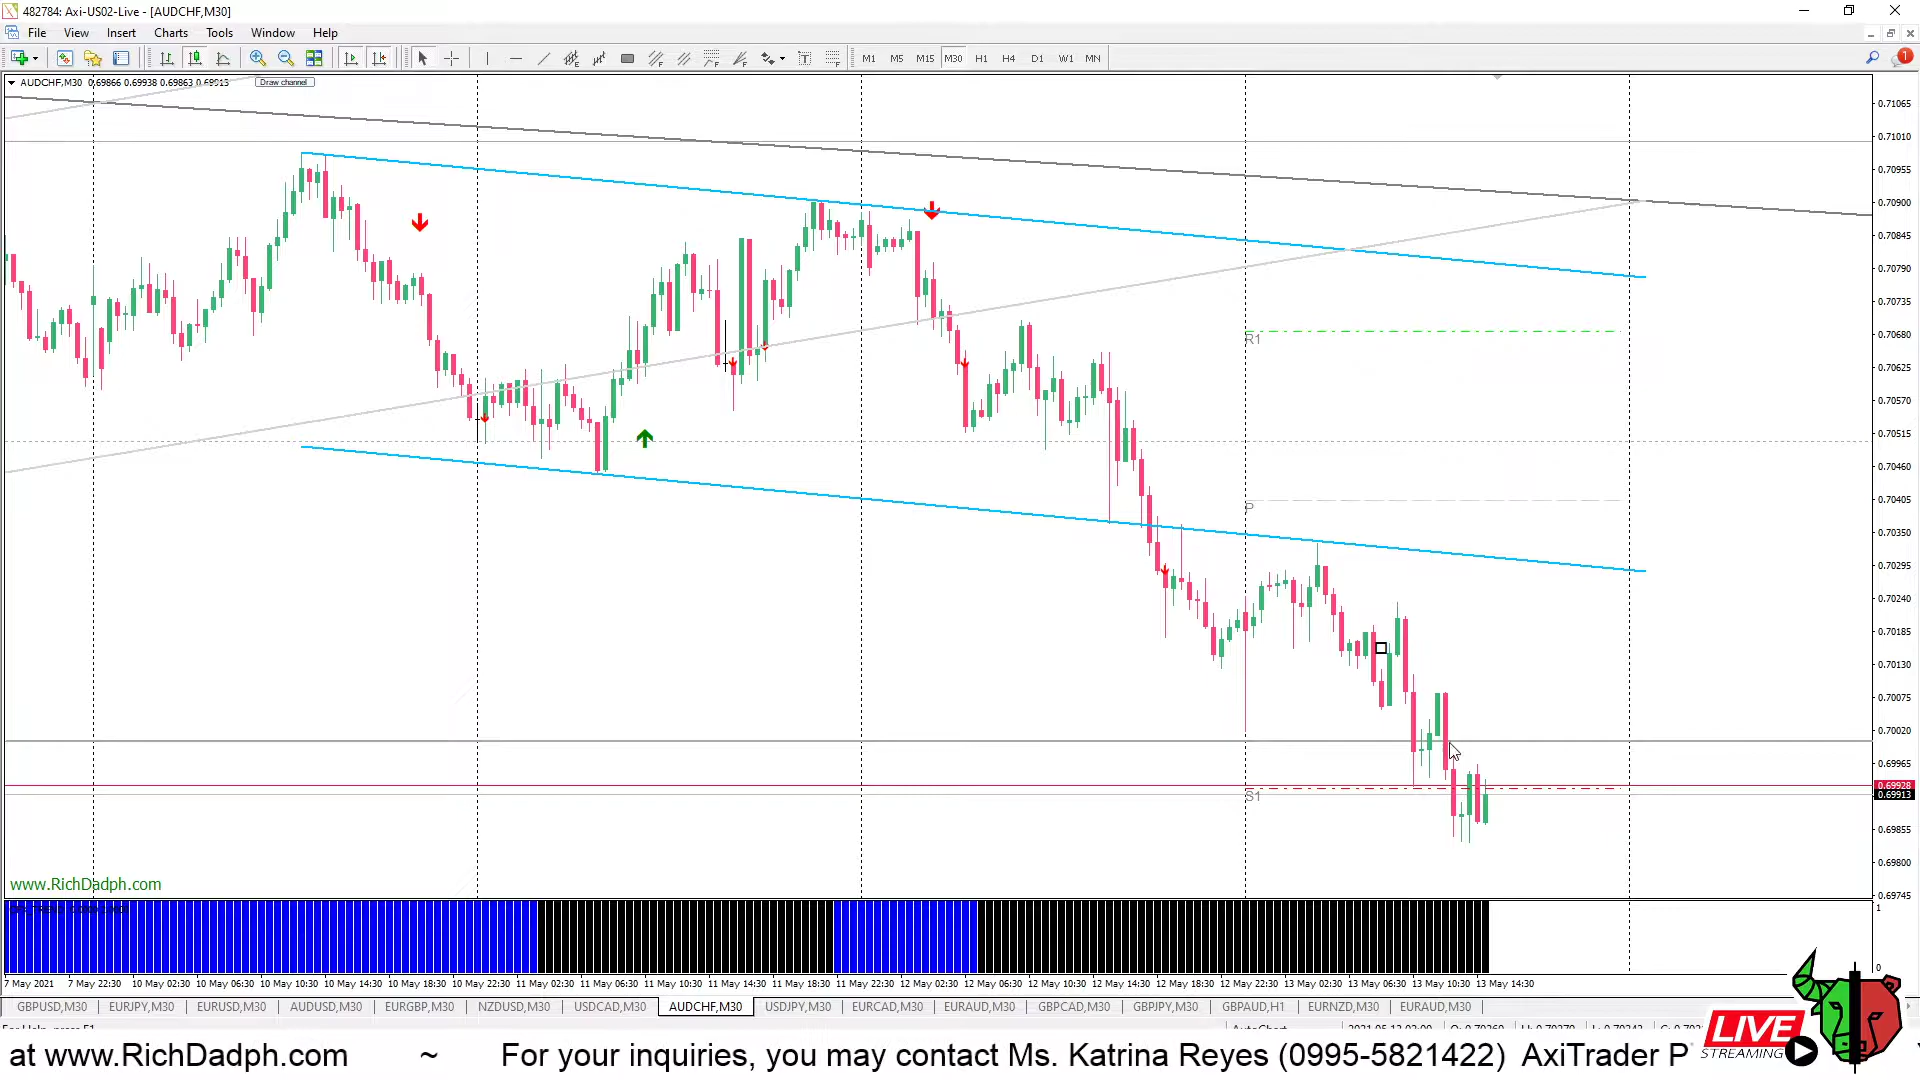 482784: Axi-US02-Live - [AUDCHF,M30]
File View Insert Charts Tools Window Help
M1 M5 M15 M30 H1 H4 D1 W1 MN
1
AUDCHF,M30 0.69866 0.69938 0.69863 0.69913
Draw channel
0.71065
0.71010
0.70955
0.70900
0.70845
0.70790
0.70735
R1
0.70680
0.70625
0.70570
0.70515
0.70460
0.70405
P
0.70350
0.70295
0.70240
0.70185
0.70130
0.70075
0.70020
0.69965
0.69928
S1
0.69913
0.69855
0.69800
www.RichDadph.com
0.69745
1
0
7 May 2021 7 May 22:30 10 May 02:30 10 May 06:30 10 May 10:30 10 May 14:30 10 May 18:30 10 May 22:30 11 May 02:30 11 May 06:30 11 May 10:30 11 May 14:30 11 May 18:30 11 May 22:30 12 May 02:30 12 May 06:30 12 May 10:30 12 May 14:30 12 May 18:30 12 May 22:30 13 May 02:30 13 May 06:30 13 May 10:30 13 May 14:30
GBPUSD,M30 EURJPY,M30 EURUSD,M30 AUDUSD,M30 EURGBP,M30 NZDUSD,M30 USDCAD,M30 AUDCHF,M30 USDJPY,M30 EURCAD,M30 EURAUD,M30 GBPCAD,M30 GBPJPY,M30 GBPAUD,H1 EURNZD,M30 EURAUD,M30
at www.RichDadph.com ~ For your inquiries, you may contact Ms. Katrina Reyes (0995-5821422) AxiTrader P
LIVE
STREAMING